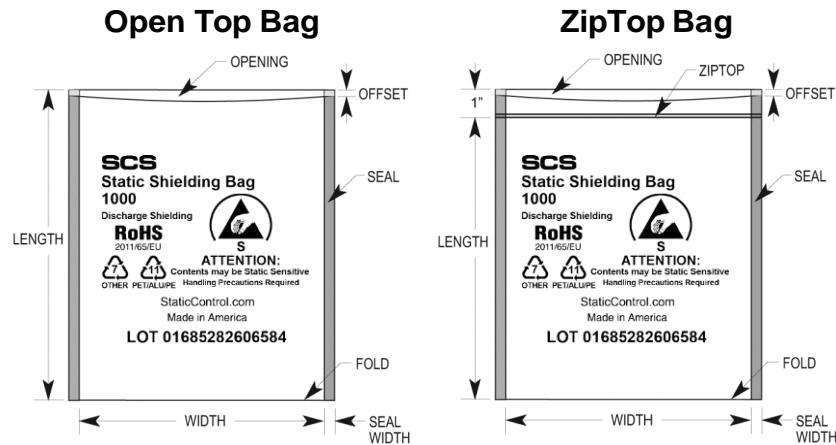 Open Top Bag
OPENING
OFFSET
SCS
Static Shielding Bag
1000
Discharge Shielding
RoHS
2011/65/EU
S
SEAL
LENGTH
ATTENTION:
Contents may be Static Sensitive
Handling Precautions Required
7
OTHER
11
PET/ALU/PE
StaticControl.com
Made in America
LOT 01685282606584
FOLD
WIDTH
SEAL
WIDTH
ZipTop Bag
OPENING
ZIPTOP
OFFSET
1"
SCS
Static Shielding Bag
1000
Discharge Shielding
RoHS
2011/65/EU
S
SEAL
LENGTH
ATTENTION:
Contents may be Static Sensitive
Handling Precautions Required
7
OTHER
11
PET/ALU/PE
StaticControl.com
Made in America
LOT 01685282606584
FOLD
WIDTH
SEAL
WIDTH